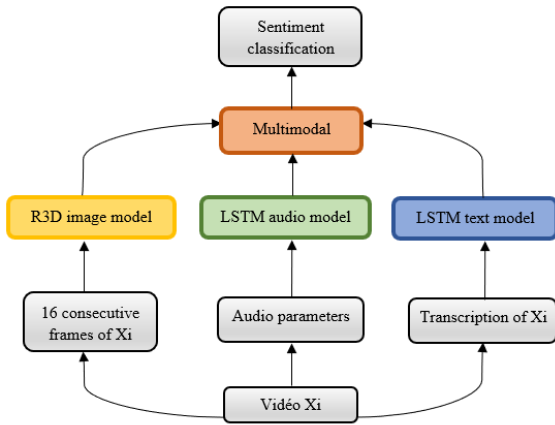 Sentiment
classification
Multimodal
R3D image model
LSTM audio model
LSTM text model
16 consecutive
frames of Xi
Audio parameters
Transcription of Xi
Vidéo Xi